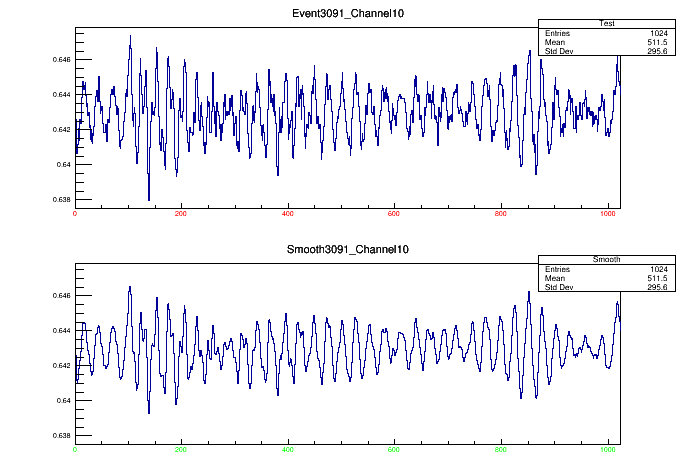 Event3091_Channel10
Test
Entries 1024
Mean 511.5
Std Dev 295.6
0.646
0.644
0.642
0.64
0.638
0 200 400 600 800 1000
Smooth3091_Channel10
Smooth
Entries 1024
Mean 511.5
Std Dev 295.6
0.646
0.644
0.642
0.64
0.638
0 200 400 600 800 1000